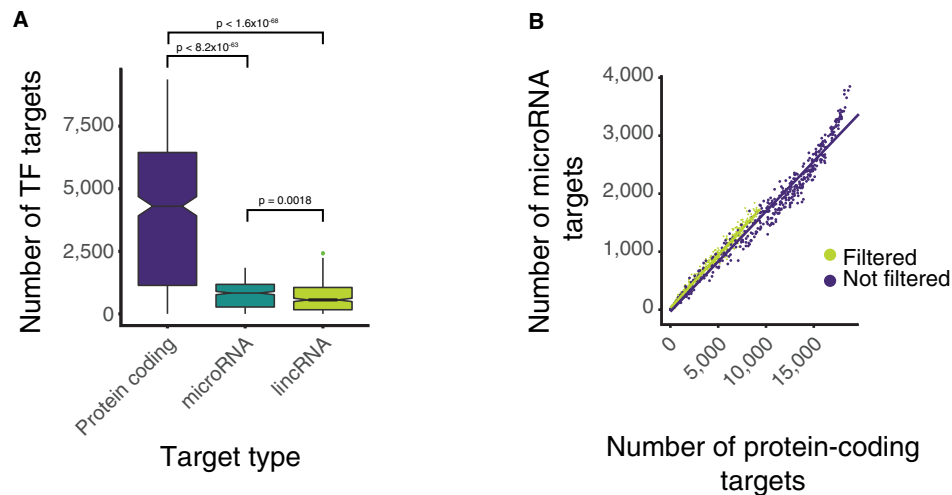 A
p < 1.6x10-68
p < 8.2x10-63
p = 0.0018
Number of TF targets
7,500
5,000
2,500
0
Protein coding
microRNA
lincRNA
Target type
B
Number of microRNA
targets
4,000
3,000
2,000
1,000
0
Filtered
Not filtered
0
5,000
10,000
15,000
Number of protein-coding
targets